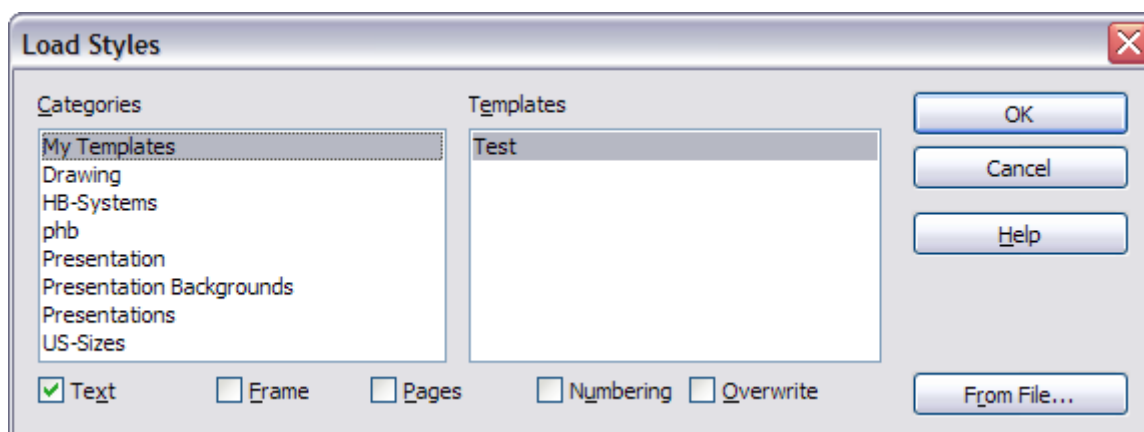 Load Styles
Categories
Templates
My Templates
Drawing
HB-Systems
phb
Presentation
Presentation Backgrounds
Presentations
US-Sizes
Test
OK
Cancel
Help
Text Frame Pages Numbering Overwrite
From File...